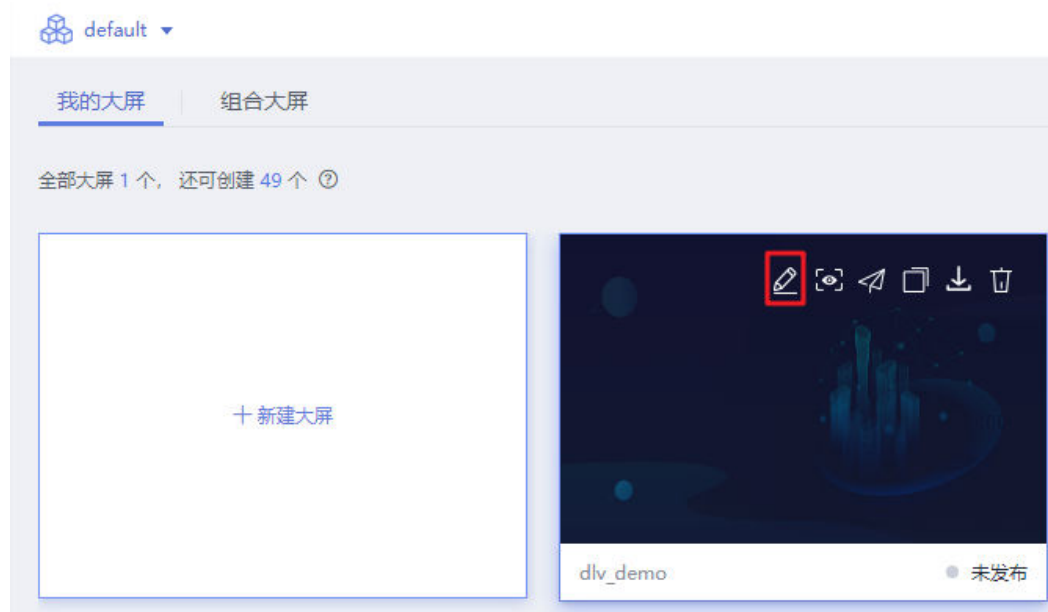 default
我的大屏 组合大屏
全部大屏 1 个, 还可创建 49 个 ?
新建大屏
dlv_demo 未发布